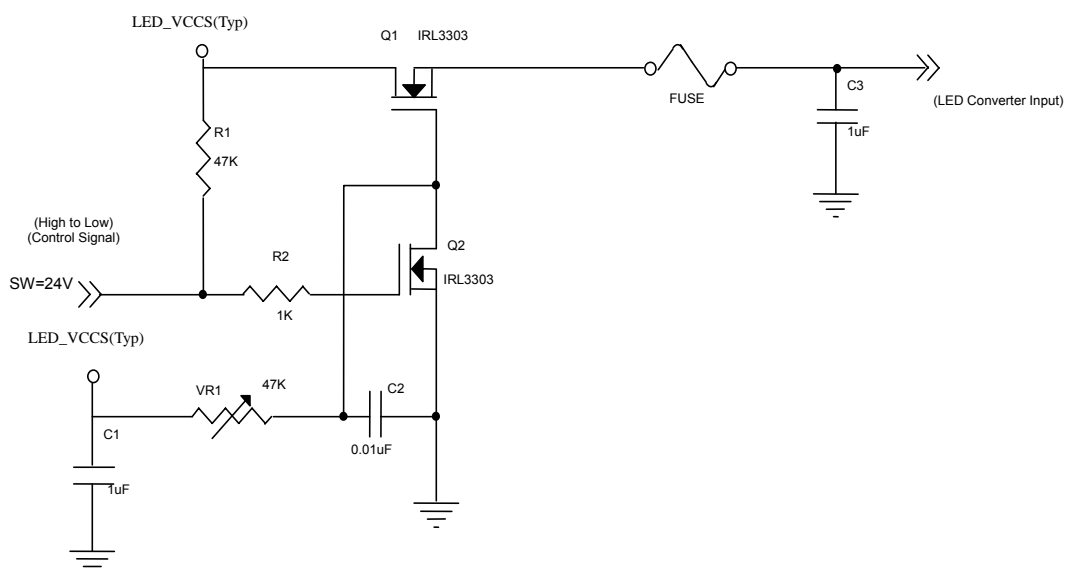 LED_VCCS(Typ)
Q1 IRL3303
FUSE
C3
1uF
(LED Converter Input)
R1
47K
(High to Low)
(Control Signal)
SW=24V
R2
1K
Q2
IRL3303
LED_VCCS(Typ)
VR1
47K
C2
0.01uF
C1
1uF